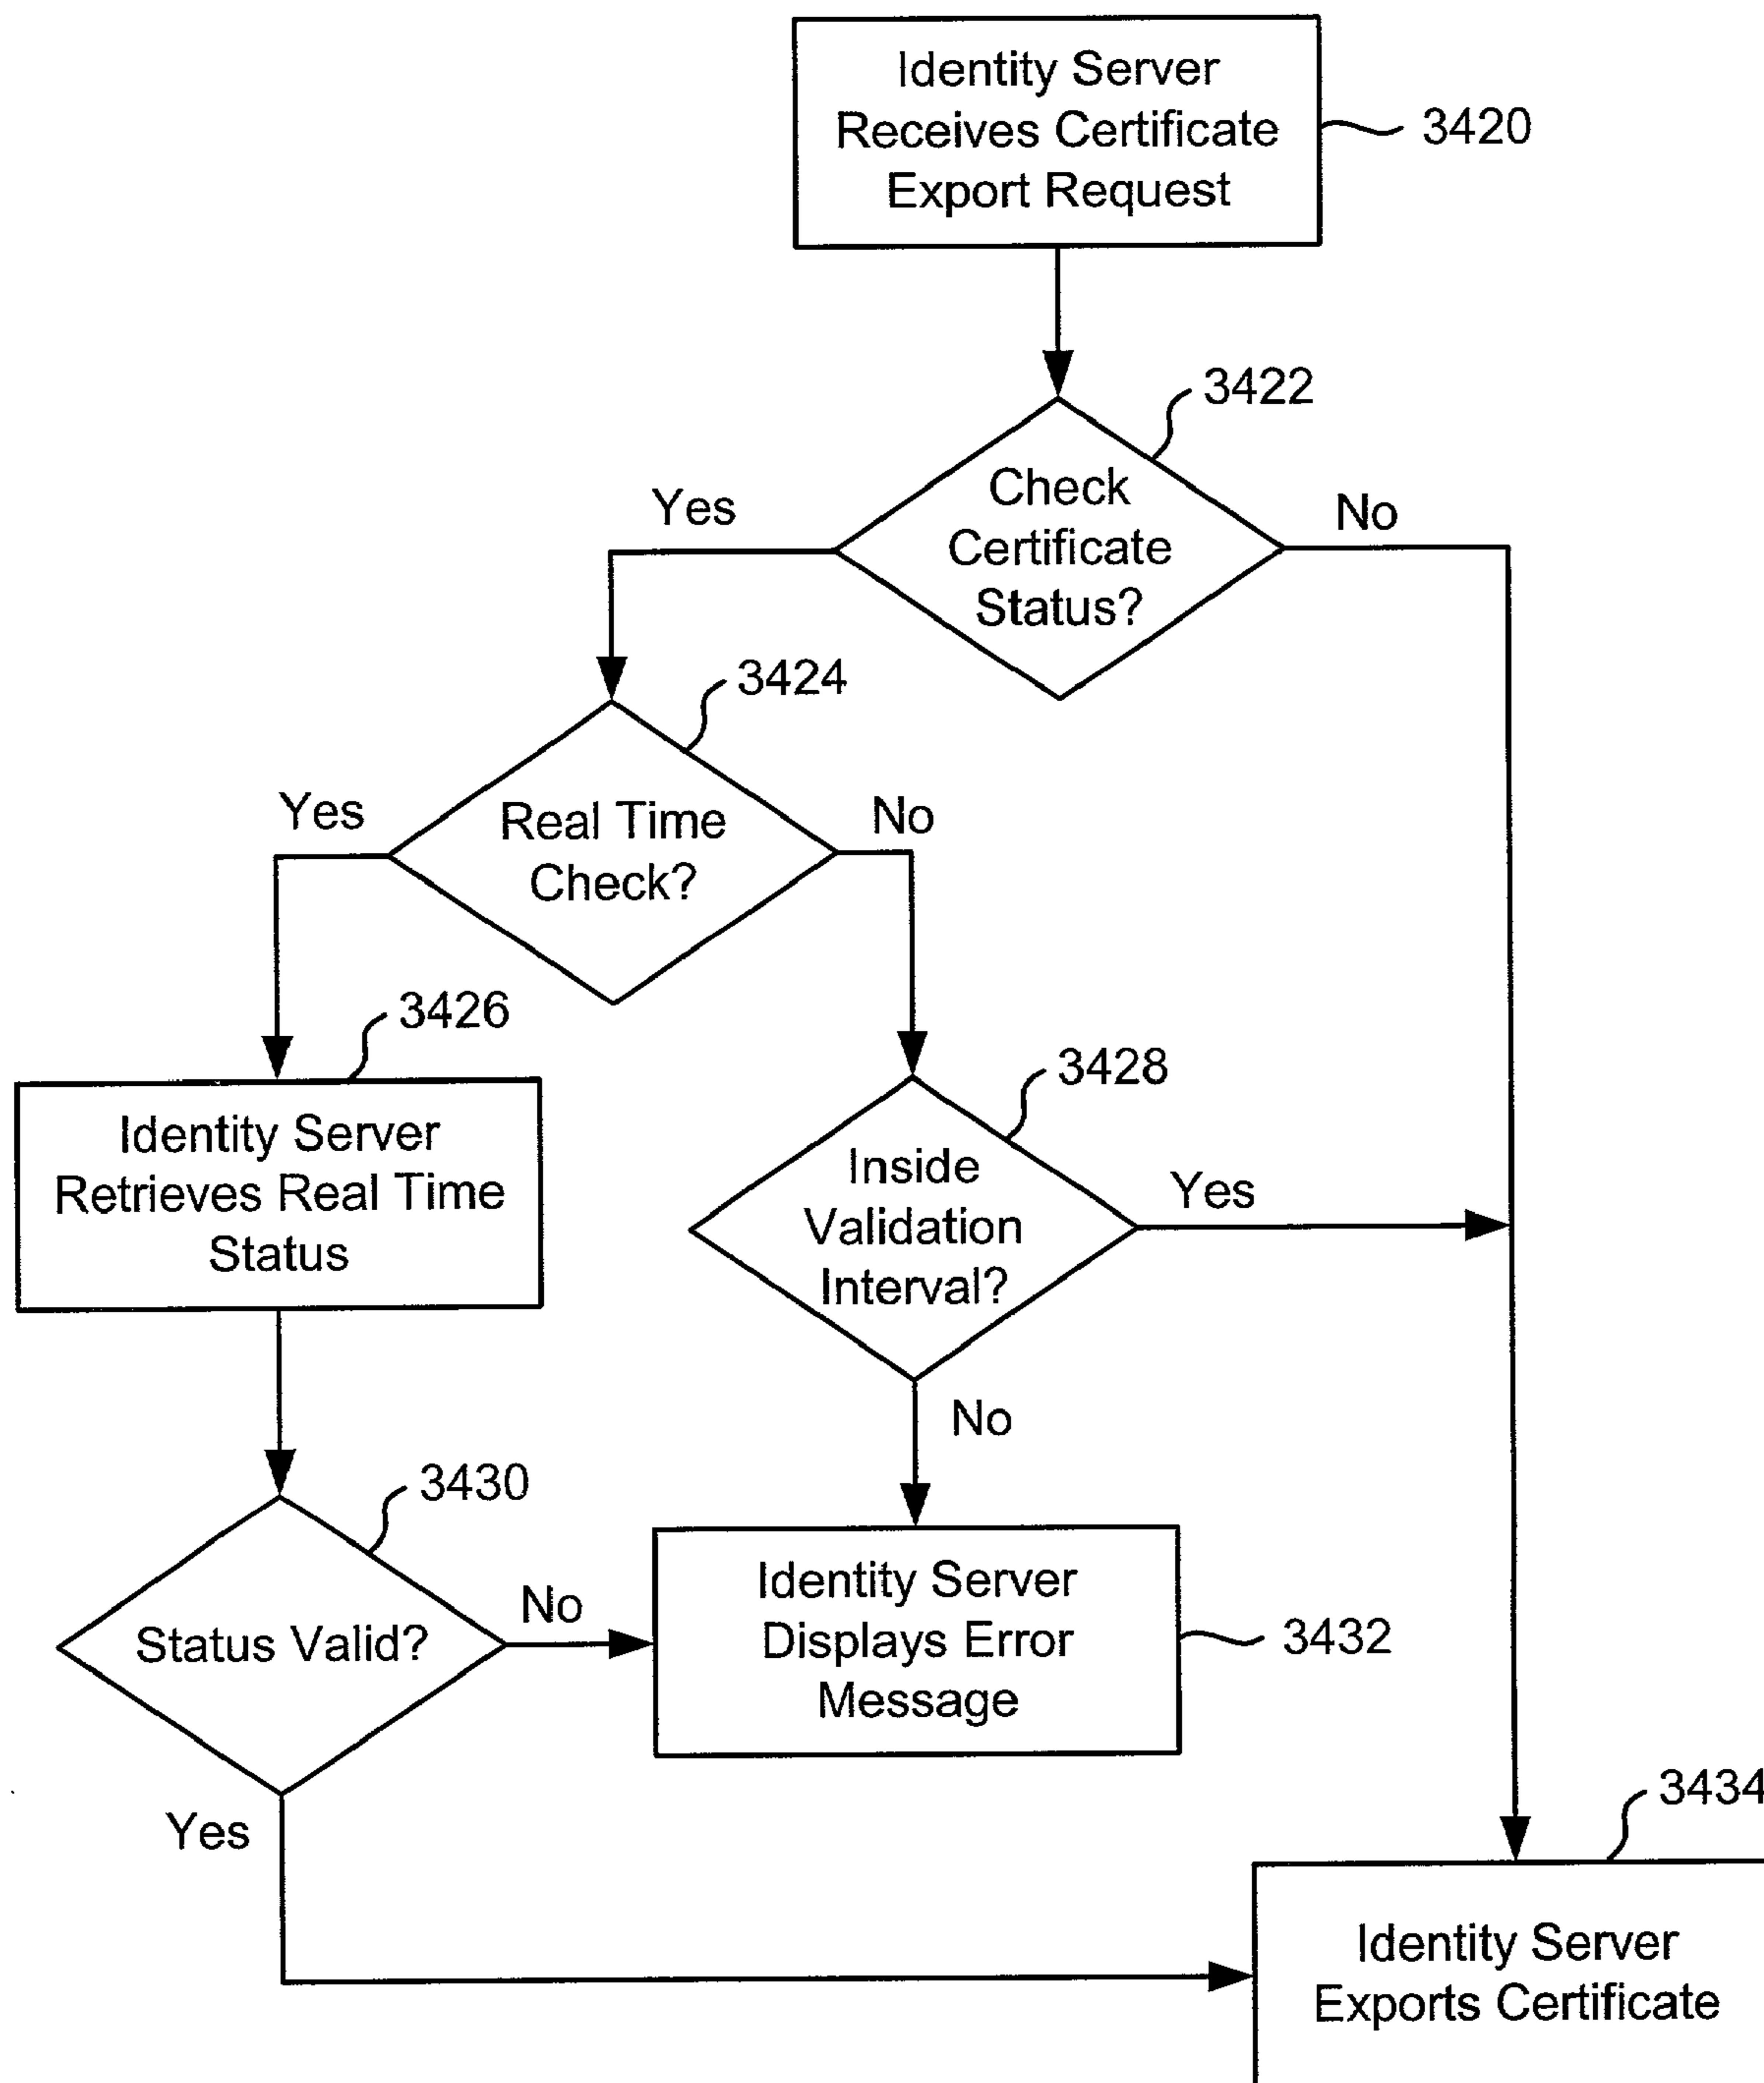 Identity Server
Receives Certificate
Export Request
3420
3422
Check
Certificate
Status?
Yes
No
3424
Real Time
Check?
Yes
No
3426
Identity Server
Retrieves Real Time
Status
3428
Inside
Validation
Interval?
Yes
No
3430
Status Valid?
No
Yes
Identity Server
Displays Error
Message
3432
3434
Identity Server
Exports Certificate